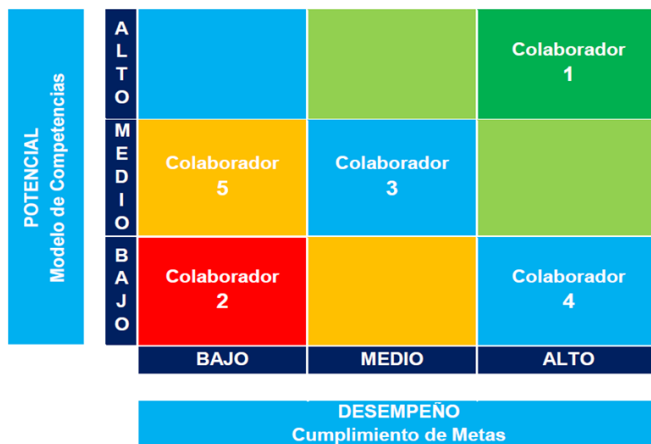 POTENCIAL
Modelo de Competencias
ALTO
Colaborador
1
MEDIO
Colaborador
5
Colaborador
3
BAJO
Colaborador
2
Colaborador
4
BAJO
MEDIO
ALTO
DESEMPEÑO
Cumplimiento de Metas